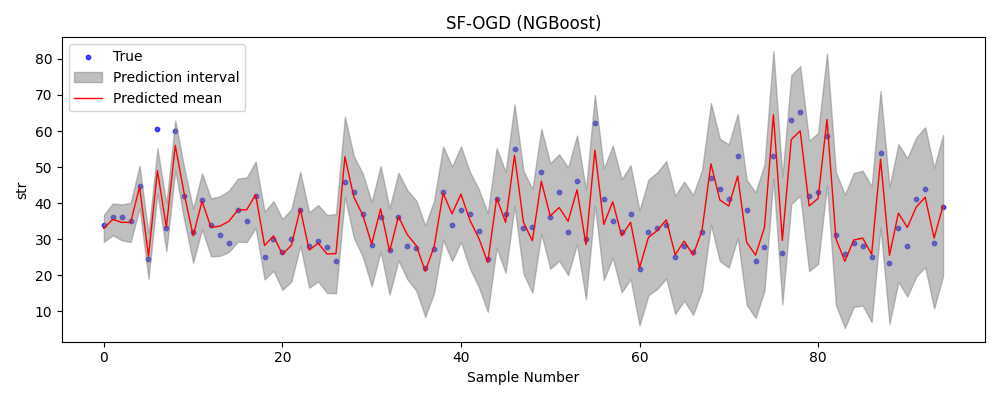 SF-OGD (NGBoost)
True
Prediction interval
Predicted mean
str
80
70
60
50
40
30
20
10
0
20
40
60
80
Sample Number